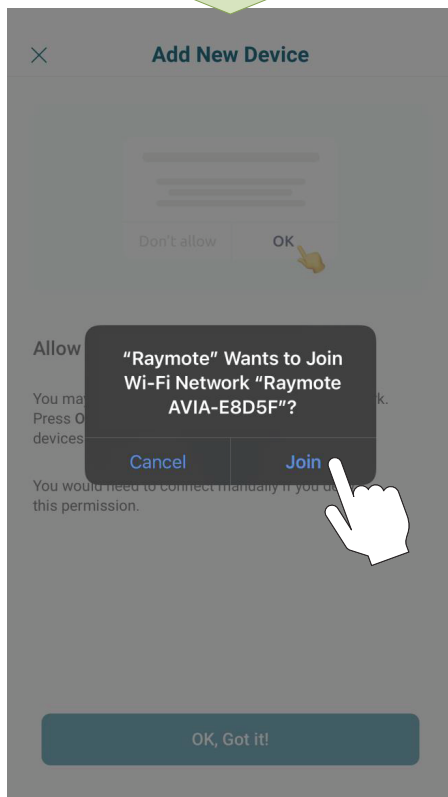 Add New Device
Don't allow
OK
Allow
“Raymote” Wants to Join
Wi-Fi Network “Raymote
AVIA-E8D5F”?
You may
k.
Press O
devices
Cancel
Join
You would need to connect manually if you
this permission.
OK, Got it!